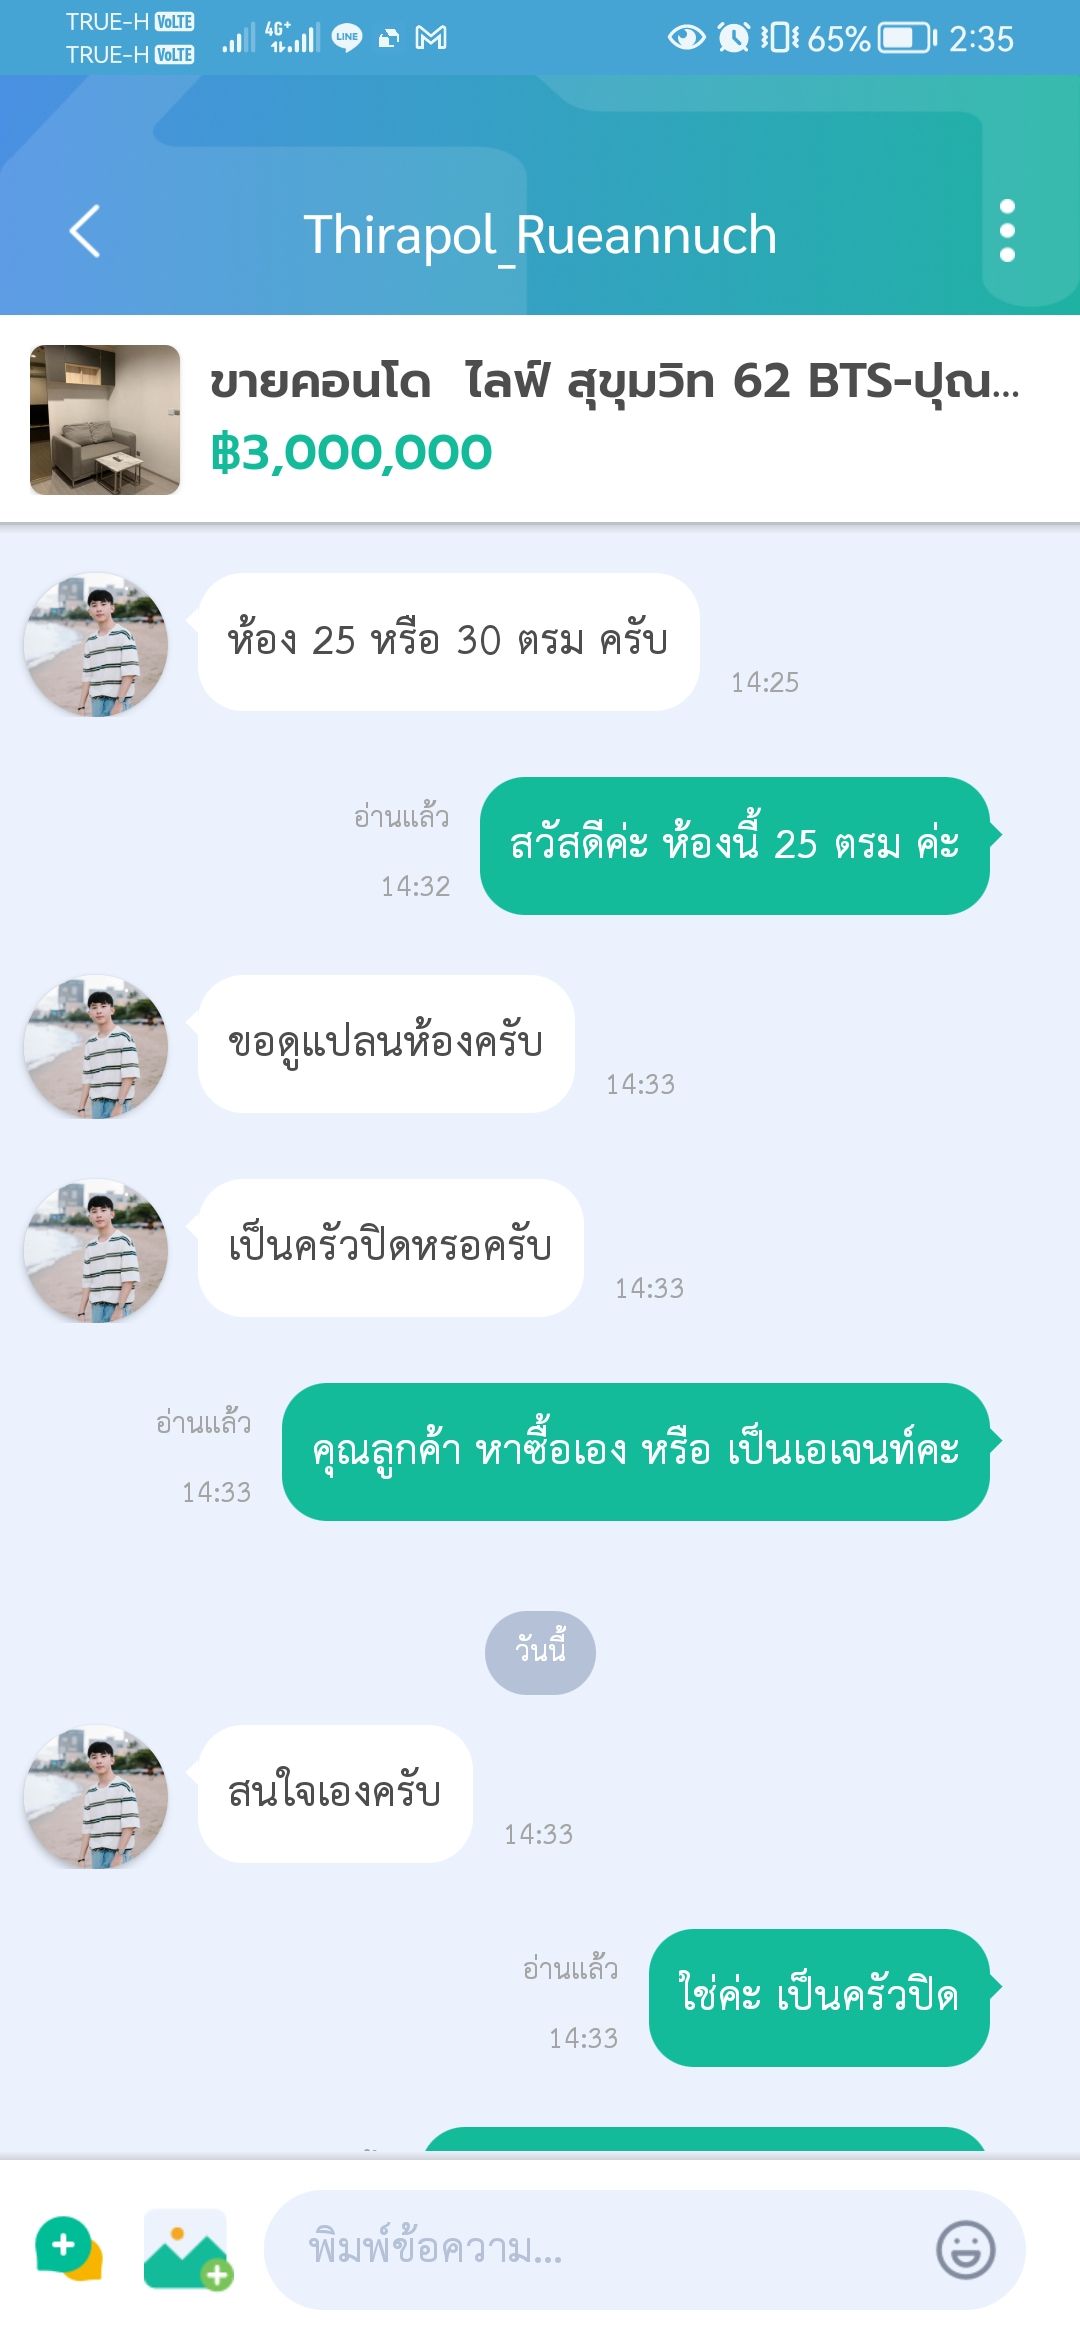 TRUE-H VoLTE
TRUE-H VoLTE
4G+
LINE
65%
2:35
Thirapol_Rueannuch
ขายคอนโด ไลฟ์ สุขุมวิท 62 BTS-ปุณ...
฿3,000,000
ห้อง 25 หรือ 30 ตรม ครับ
14:25
อ่านแล้ว
14:32
สวัสดีค่ะ ห้องนี้ 25 ตรม ค่ะ
ขอดูแปลนห้องครับ
14:33
เป็นครัวปิดหรอครับ
14:33
อ่านแล้ว
14:33
คุณลูกค้า หาซื้อเอง หรือ เป็นเอเจนท์คะ
วันนี้
สนใจเองครับ
14:33
อ่านแล้ว
14:33
ใช่ค่ะ เป็นครัวปิด
พิมพ์ข้อความ...